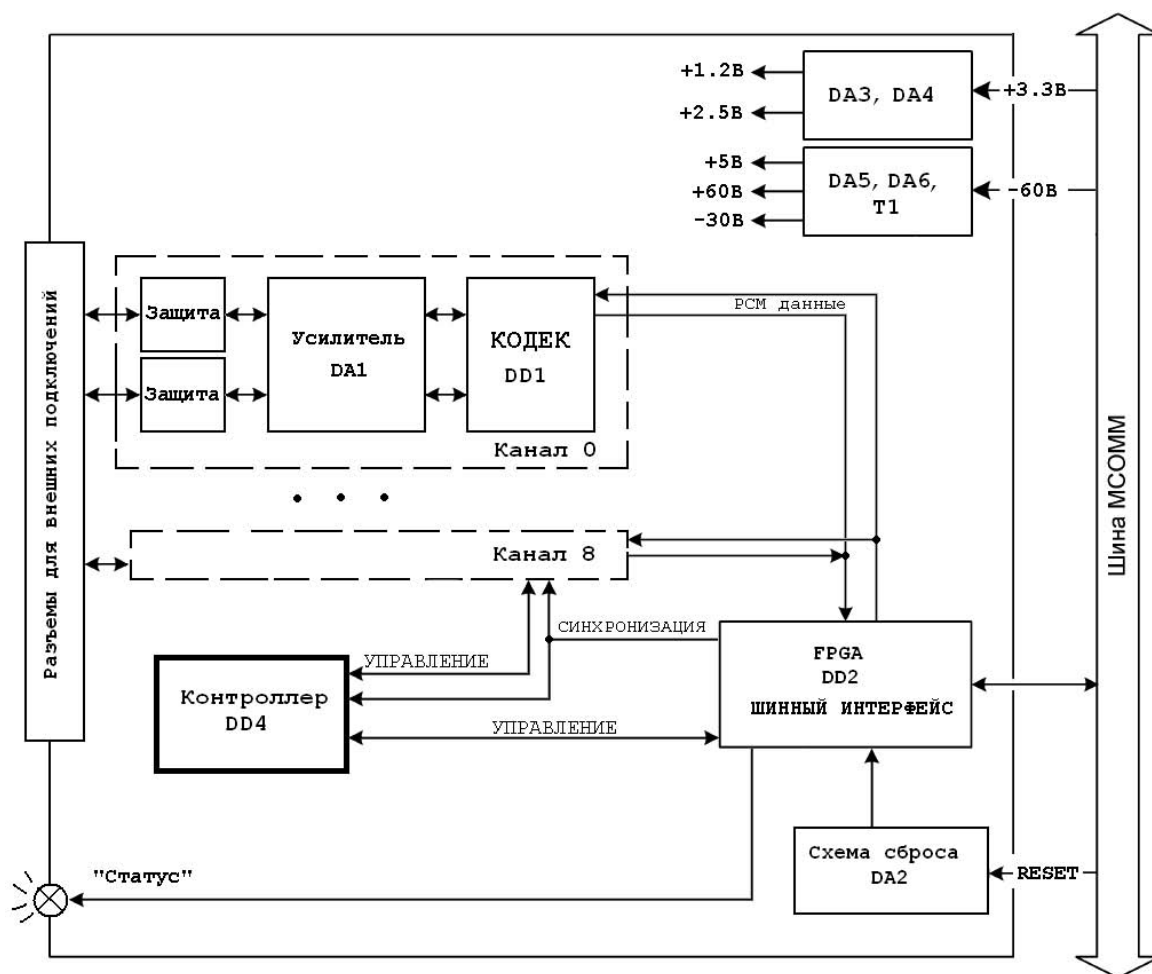 +1.2В
+2.5В
DA3, DA4
+3.3В
+5В
+60В
-30В
DA5, DA6,
T1
-60В
Разъемы для внешних подключений
Защита
Защита
Усилитель
DA1
КОДЕК
DD1
PCM данные
Канал 0
Канал 8
СИНХРОНИЗАЦИЯ
УПРАВЛЕНИЕ
Контроллер
DD4
УПРАВЛЕНИЕ
FPGA
DD2
ШИННЫЙ ИНТЕРФЕЙС
Схема сброса
DA2
RESET
"Статус"
Шина MCOMM